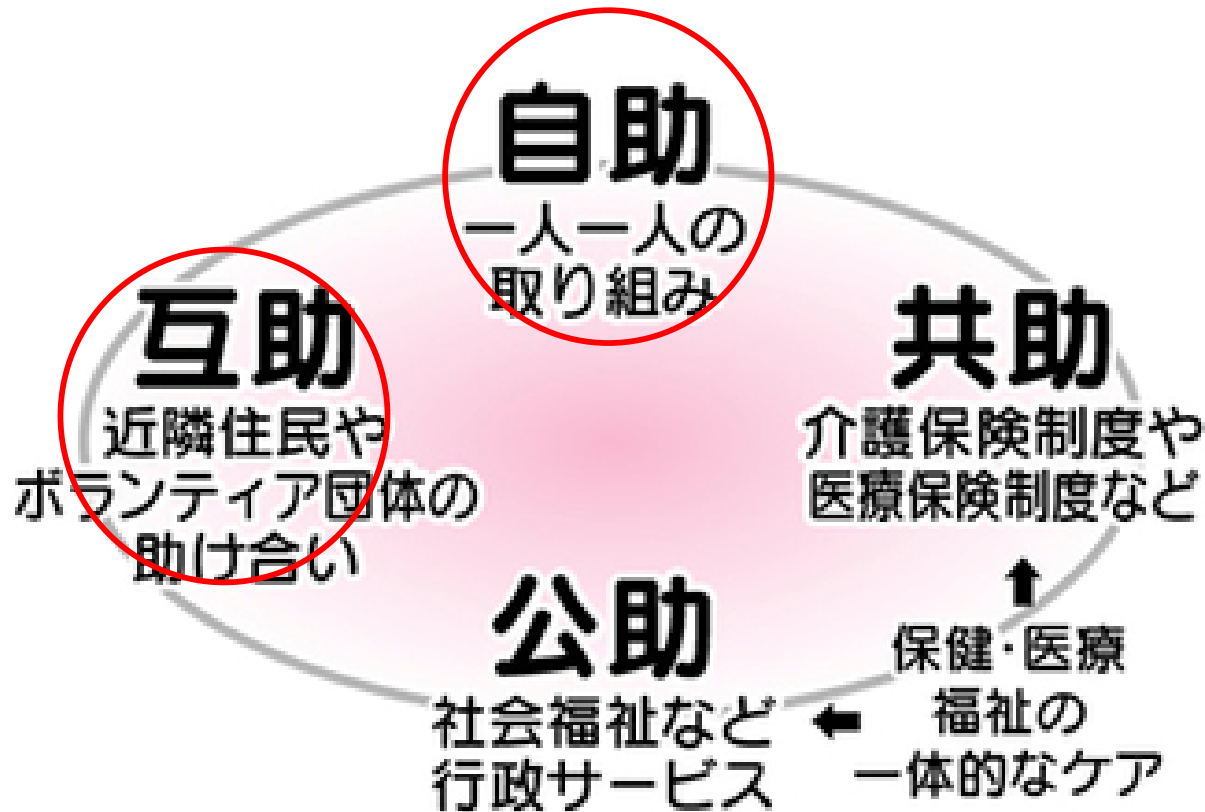 自助
一人一人の
取り組み
互助
近隣住民や
ボランティア団体の
助け合い
共助
介護保険制度や
医療保険制度など
公助
社会福祉など
行政サービス
保健・医療
福祉の
一体的なケア